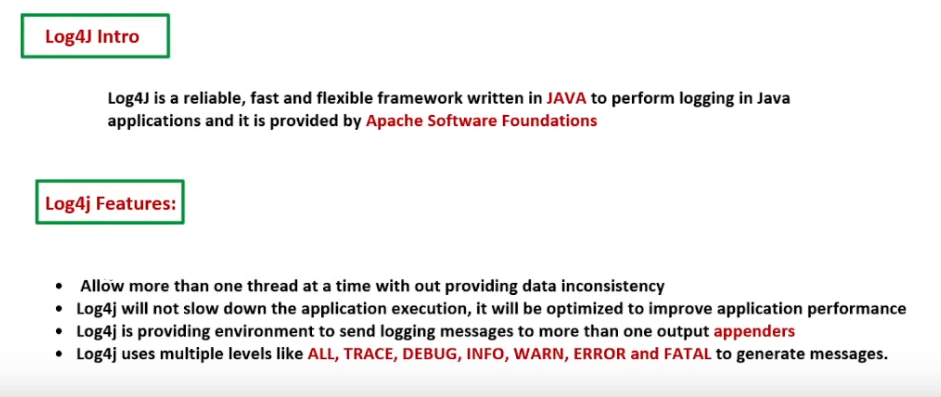 Log4J Intro
Log4J is a reliable, fast and flexible framework written in JAVA to perform logging in Java
applications and it is provided by Apache Software Foundations
Log4j Features:
• Allow more than one thread at a time with out providing data inconsistency
• Log4j will not slow down the application execution, it will be optimized to improve application performance
• Log4j is providing environment to send logging messages to more than one output appenders
• Log4j uses multiple levels like ALL, TRACE, DEBUG, INFO, WARN, ERROR and FATAL to generate messages.